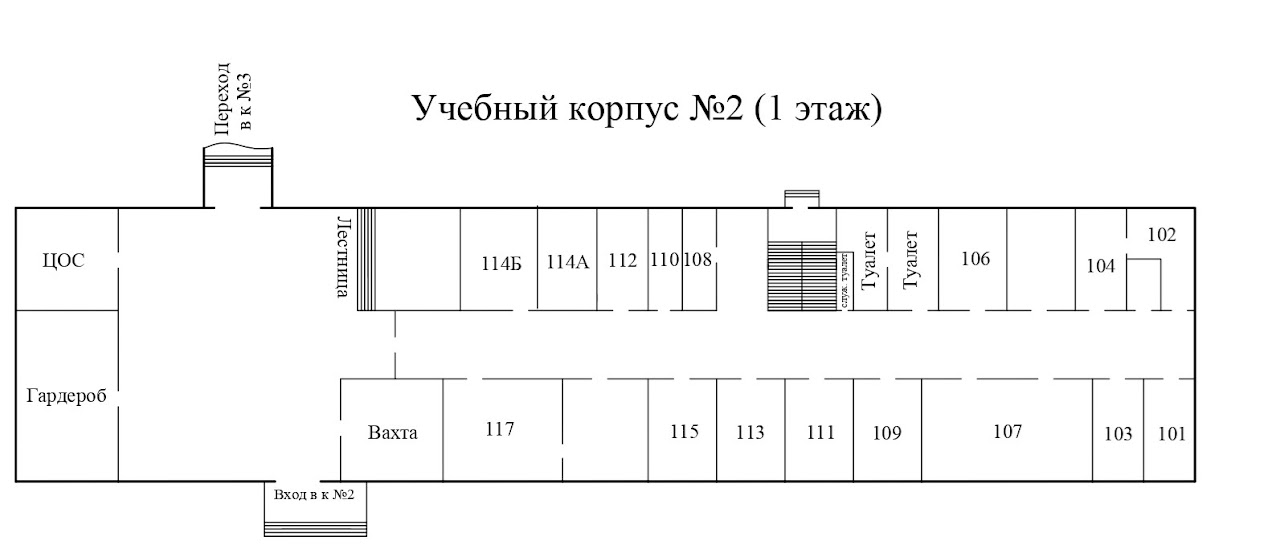 Переход
в к №3
Учебный корпус №2 (1 этаж)
ЦОС
Лестница
114Б
114А
112
110
108
служ. туалет
Туалет
Туалет
106
104
102
Гардероб
Вахта
117
115
113
111
109
107
103
101
Вход в к №2